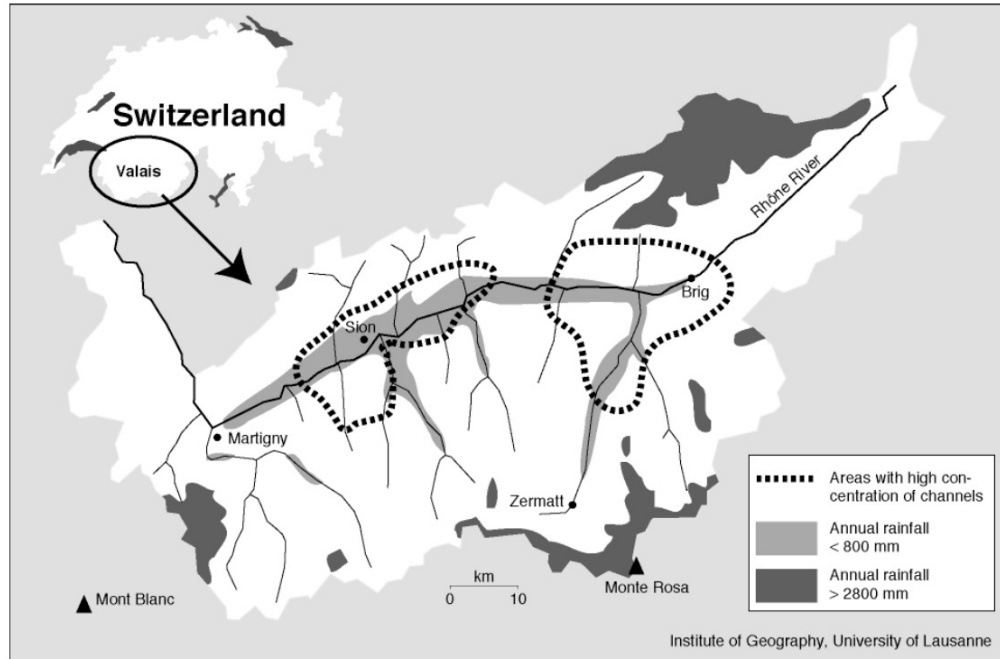 Switzerland
Valais
Rhône River
Brig
Sion
Martigny
Zermatt
Monte Rosa
Mont Blanc
km
0 10
Areas with high con-
centration of channels
Annual rainfall
< 800 mm
Annual rainfall
> 2800 mm
Institute of Geography, University of Lausanne